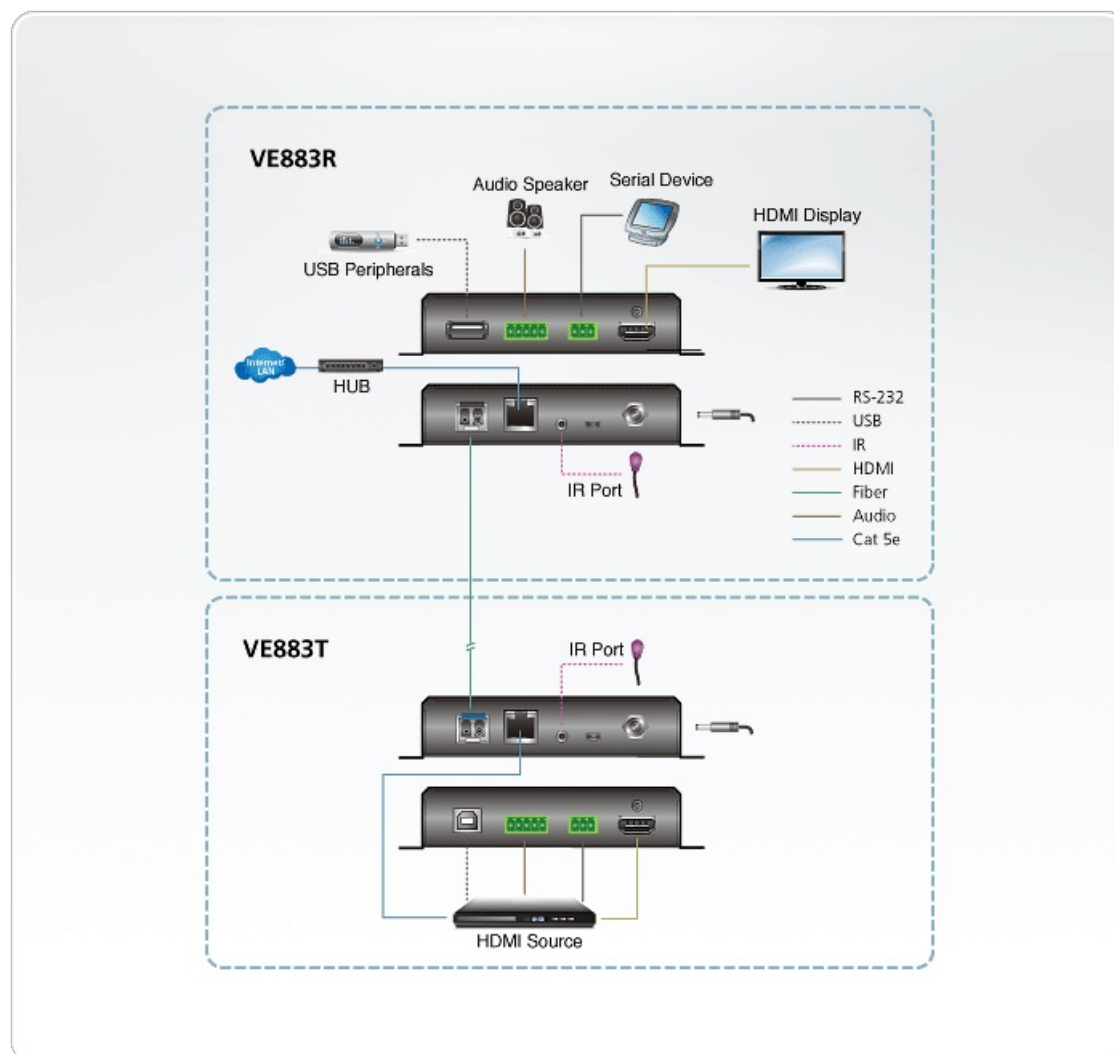 VE883R
Audio Speaker
Serial Device
HDMI Display
USB Peripherals
Internet/
LAN
HUB
RS-232
USB
IR
HDMI
Fiber
Audio
Cat 5e
IR Port
VE883T
IR Port
HDMI Source